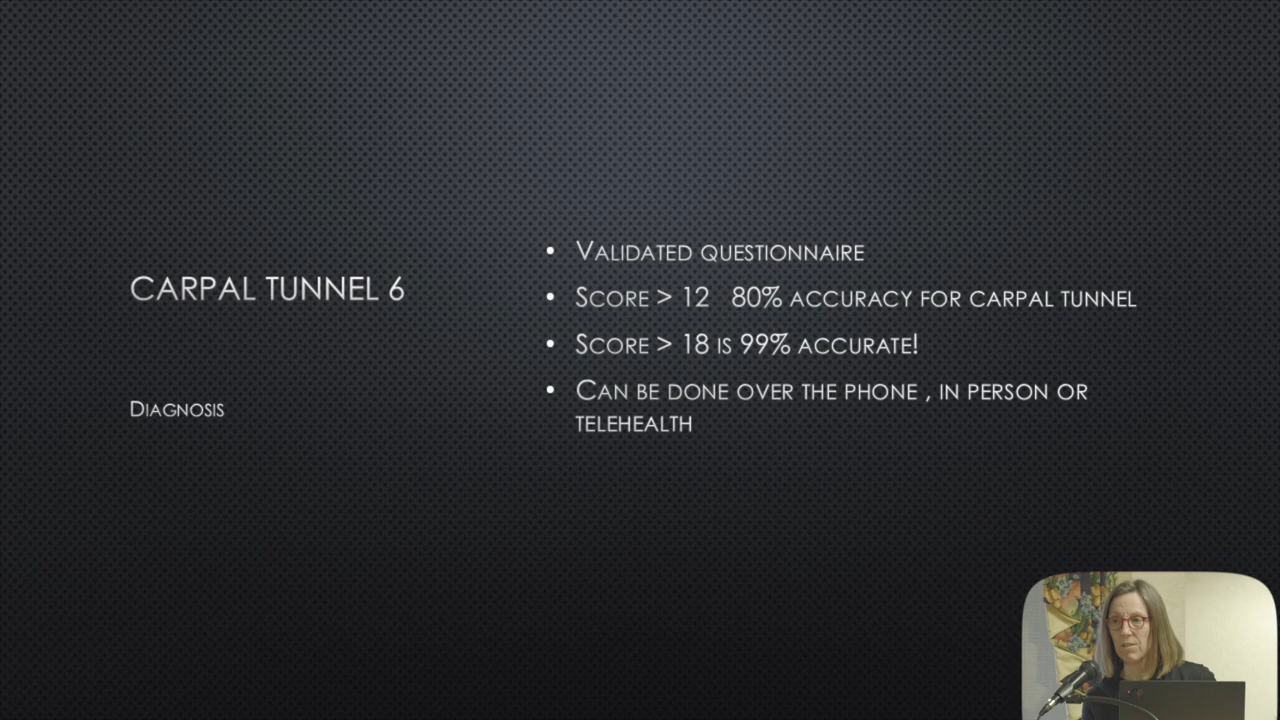 CARPAL TUNNEL 6
DIAGNOSIS
• VALIDATED QUESTIONNAIRE
• SCORE > 12 80% ACCURACY FOR CARPAL TUNNEL
• SCORE > 18 IS 99% ACCURATE!
• CAN BE DONE OVER THE PHONE , IN PERSON OR
TELEHEALTH